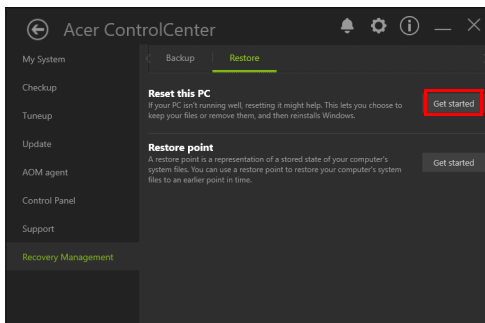 Acer ControlCenter
My System
Checkup
Tuneup
Update
AOM agent
Control Panel
Support
Recovery Management
Backup
Restore
Reset this PC
If your PC isn't running well, resetting it might help. This lets you choose to
keep your files or remove them, and then reinstalls Windows.
Get started
Restore point
A restore point is a representation of a stored state of your computer's
system files. You can use a restore point to restore your computer's system
files to an earlier point in time.
Get started